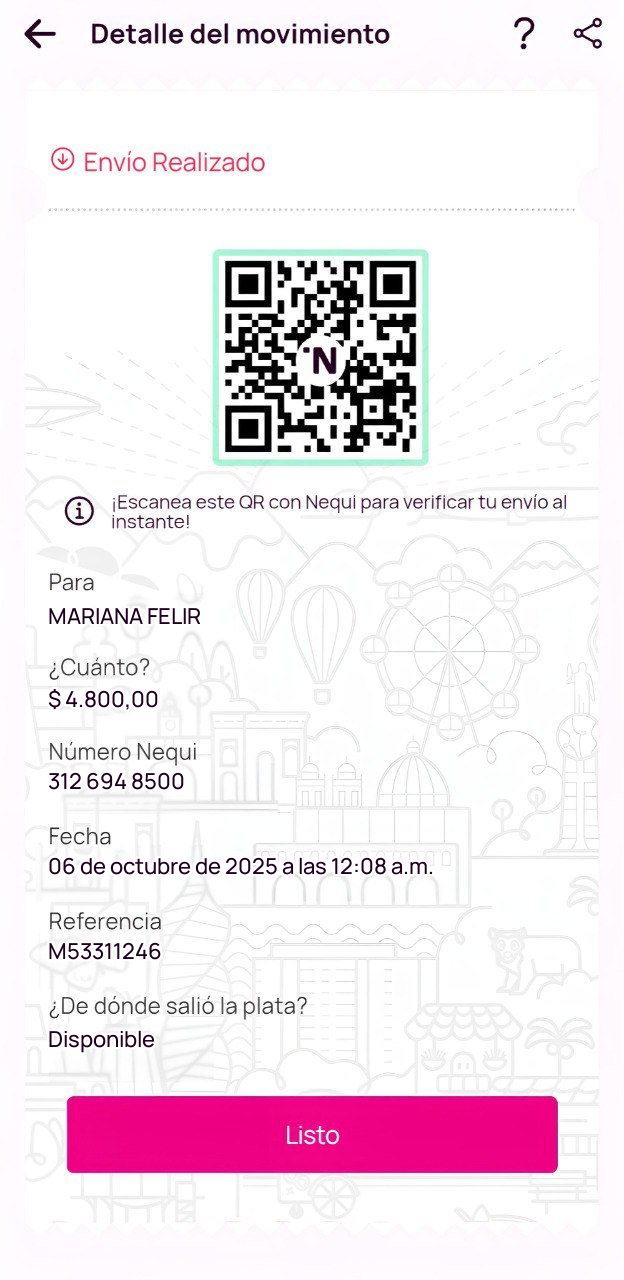 Detalle del movimiento
Envío Realizado
N
¡Escanea este QR con Nequi para verificar tu envío al
instante!
Para
MARIANA FELIR
¿Cuánto?
$ 4.800,00
Número Nequi
312 694 8500
Fecha
06 de octubre de 2025 a las 12:08 a.m.
Referencia
M53311246
¿De dónde salió la plata?
Disponible
Listo